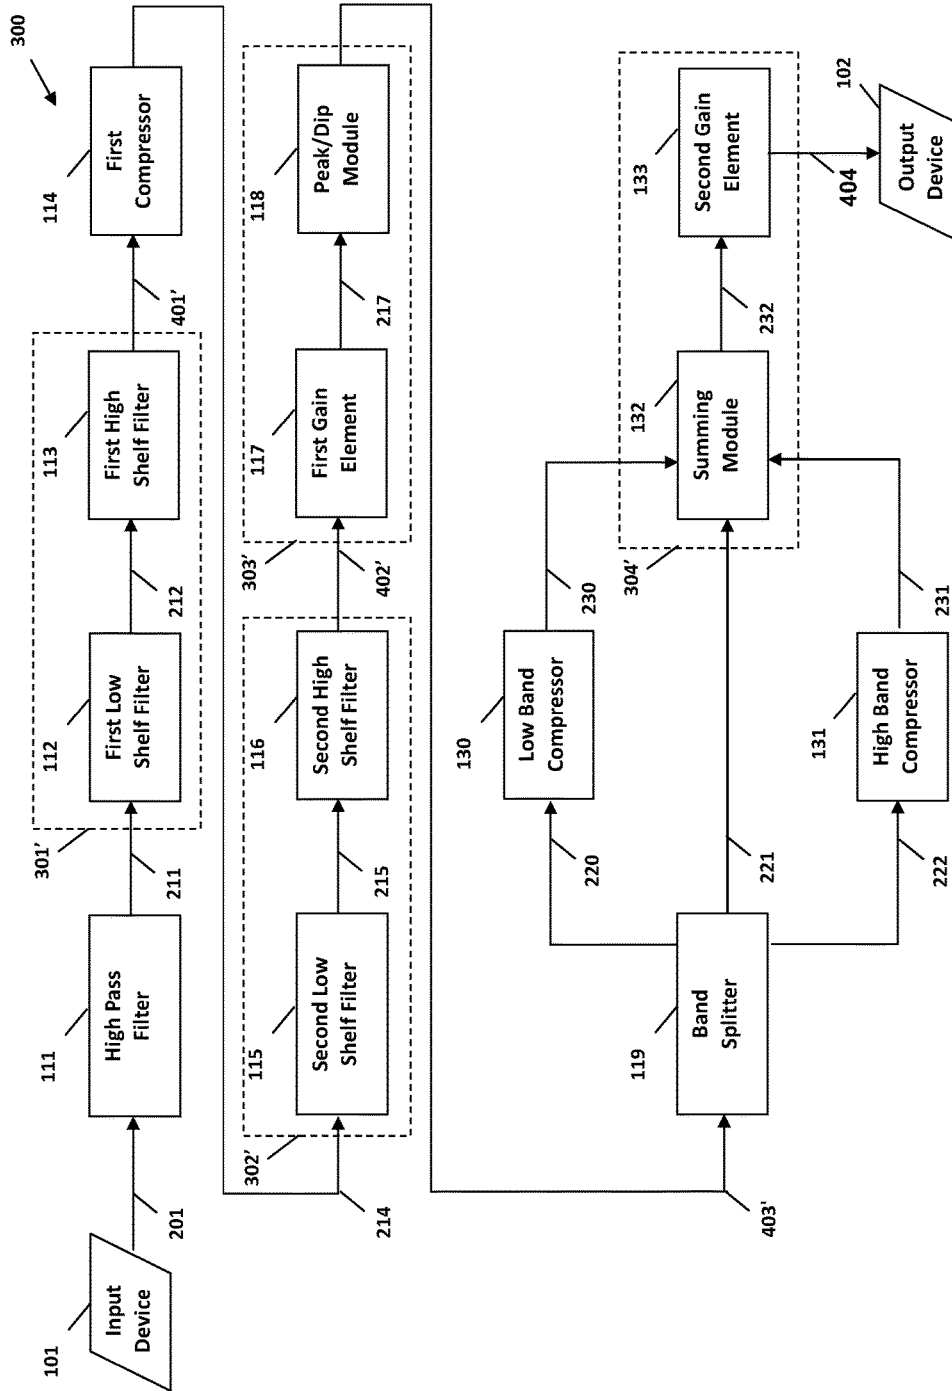 300
101
Input
Device
201
111
High Pass
Filter
211
301'
112
First Low
Shelf Filter
212
113
First High
Shelf Filter
401'
114
First
Compressor
214
302'
115
Second Low
Shelf Filter
215
116
Second High
Shelf Filter
402'
303'
117
First Gain
Element
217
118
Peak/Dip
Module
403'
119
Band
Splitter
220
221
222
130
Low Band
Compressor
131
High Band
Compressor
230
231
304'
132
Summing
Module
232
133
Second Gain
Element
404
102
Output
Device